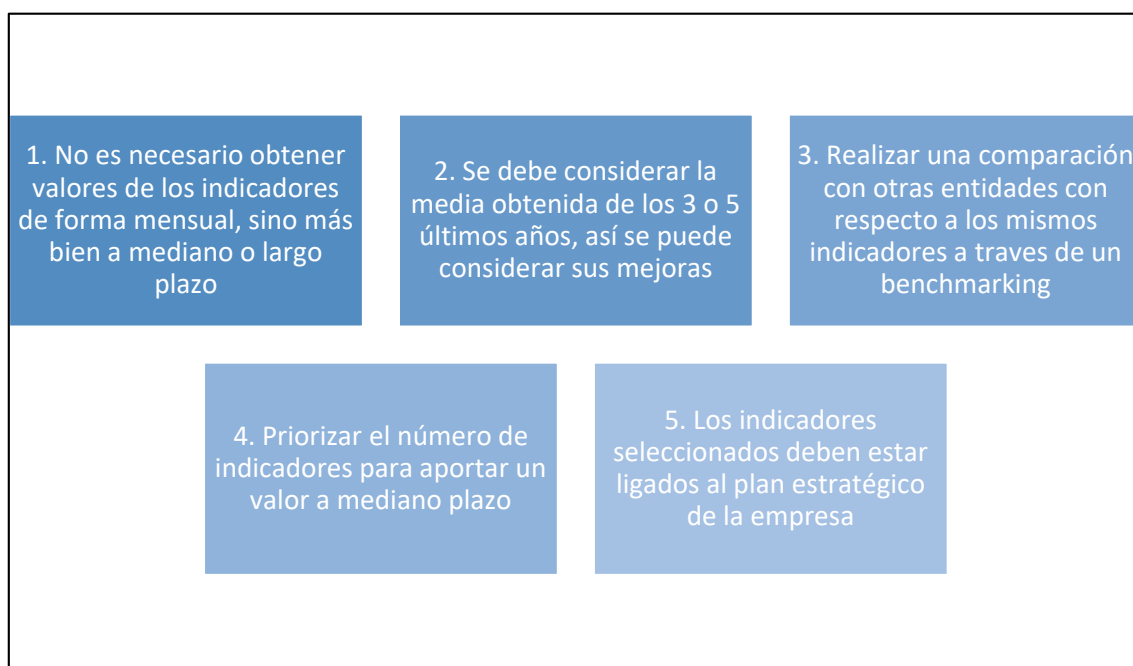 1. No es necesario obtener
valores de los indicadores
de forma mensual, sino más
bien a mediano o largo
plazo
2. Se debe considerar la
media obtenida de los 3 o 5
últimos años, así se puede
considerar sus mejoras
3. Realizar una comparación
con otras entidades con
respecto a los mismos
indicadores a traves de un
benchmarking
4. Priorizar el número de
indicadores para aportar un
valor a mediano plazo
5. Los indicadores
seleccionados deben estar
ligados al plan estratégico
de la empresa